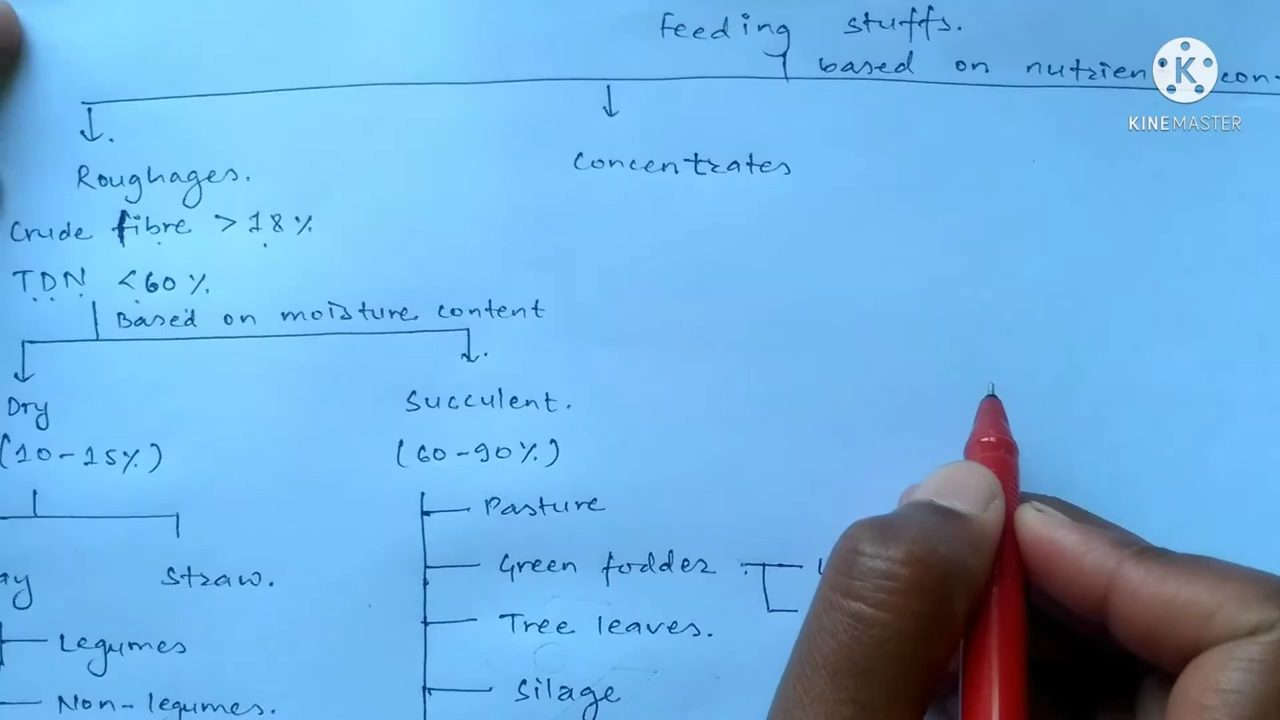 Feeding stuffs.
based on nutrien con-
KINEMASTER
Roughages.
Concentrates
Crude fibre > 18%
TDN < 60%
Based on moisture content
Dry
Succulent.
(10-15%)
(60-90%)
Pasture
Green fodder
Straw.
Tree leaves.
Legumes
Silage
Non-legumes.